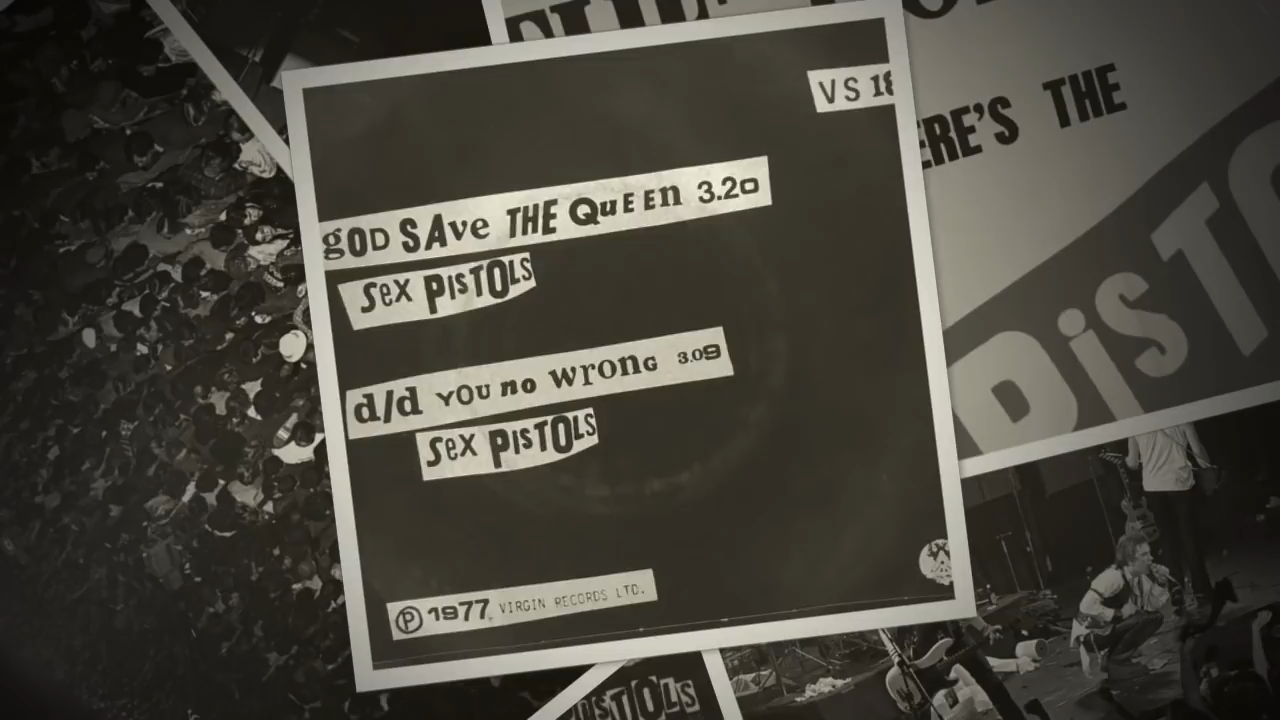 VS 18
ERE'S THE
PiSTO
gOD SAve THE QuEEn 3.20
Sex PiSTOLS
d/d YOU no wrong 3.09
Sex PiSTOLS
Ⓟ 1977, VIRGIN RECORDS LTD.
PiSTOLS